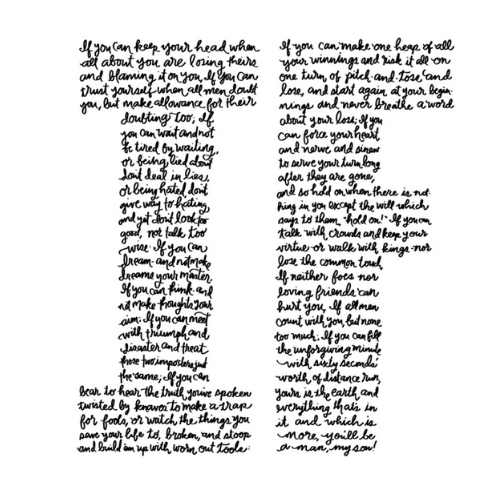 If you can keep your head when
all about you are losing theirs
and blaming it on you, If you can
trust yourself when all men doubt
you, but make allowance for their
doubting too; If
you can wait and not
be tired by waiting,
or being lied about
don't deal in lies,
or being hated don't
give way to hating,
and yet don't look too
good, nor talk too
wise: If you can
dream - and not make
dreams your master,
If you can think - and
not make thoughts your
aim; If you can meet
with triumph and
disaster and treat
those two impostors just
the same; If you can
bear to hear the truth you've spoken
twisted by knaves to make a trap
for fools, or watch the things you
gave your life to, broken, and stoop
and build em up with worn out tools:
If you can make one heap of all
your winnings and risk it all on
one turn of pitch-and-toss, and
lose, and start again at your begin-
nings and never breathe a word
about your loss; If you
can force your heart
and nerve and sinew
to serve your turn long
after they are gone,
and so hold on when there is not-
hing in you except the will which
says to them "hold on!" If you can
talk with crowds and keep your
virtue or walk with kings - nor
lose the common touch
If neither foes nor
loving friends can
hurt you, If all men
count with you, but none
too much; If you can fill
the unforgiving minute
with sixty seconds'
worth of distance run,
yours is the earth and
everything that's in
it and which is
more, you'll be
a man, my son!